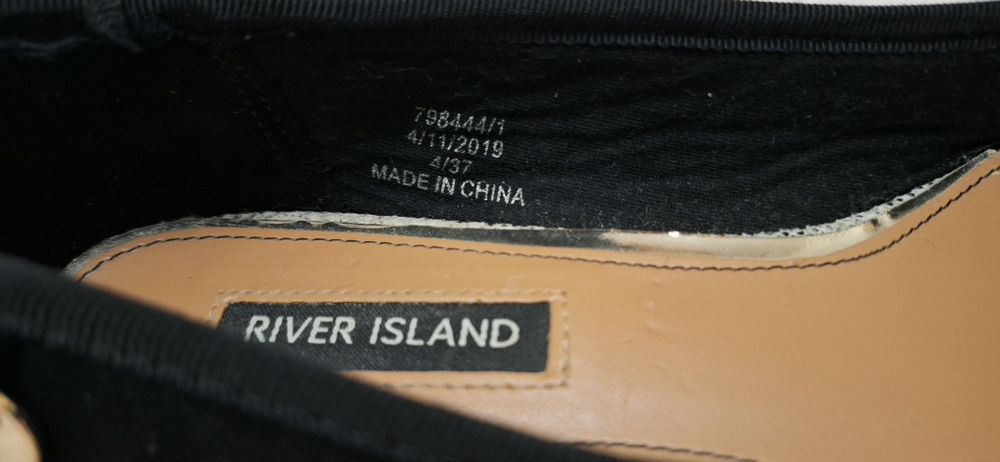 798444/1
4/11/2019
4/37
MADE IN CHINA
RIVER ISLAND